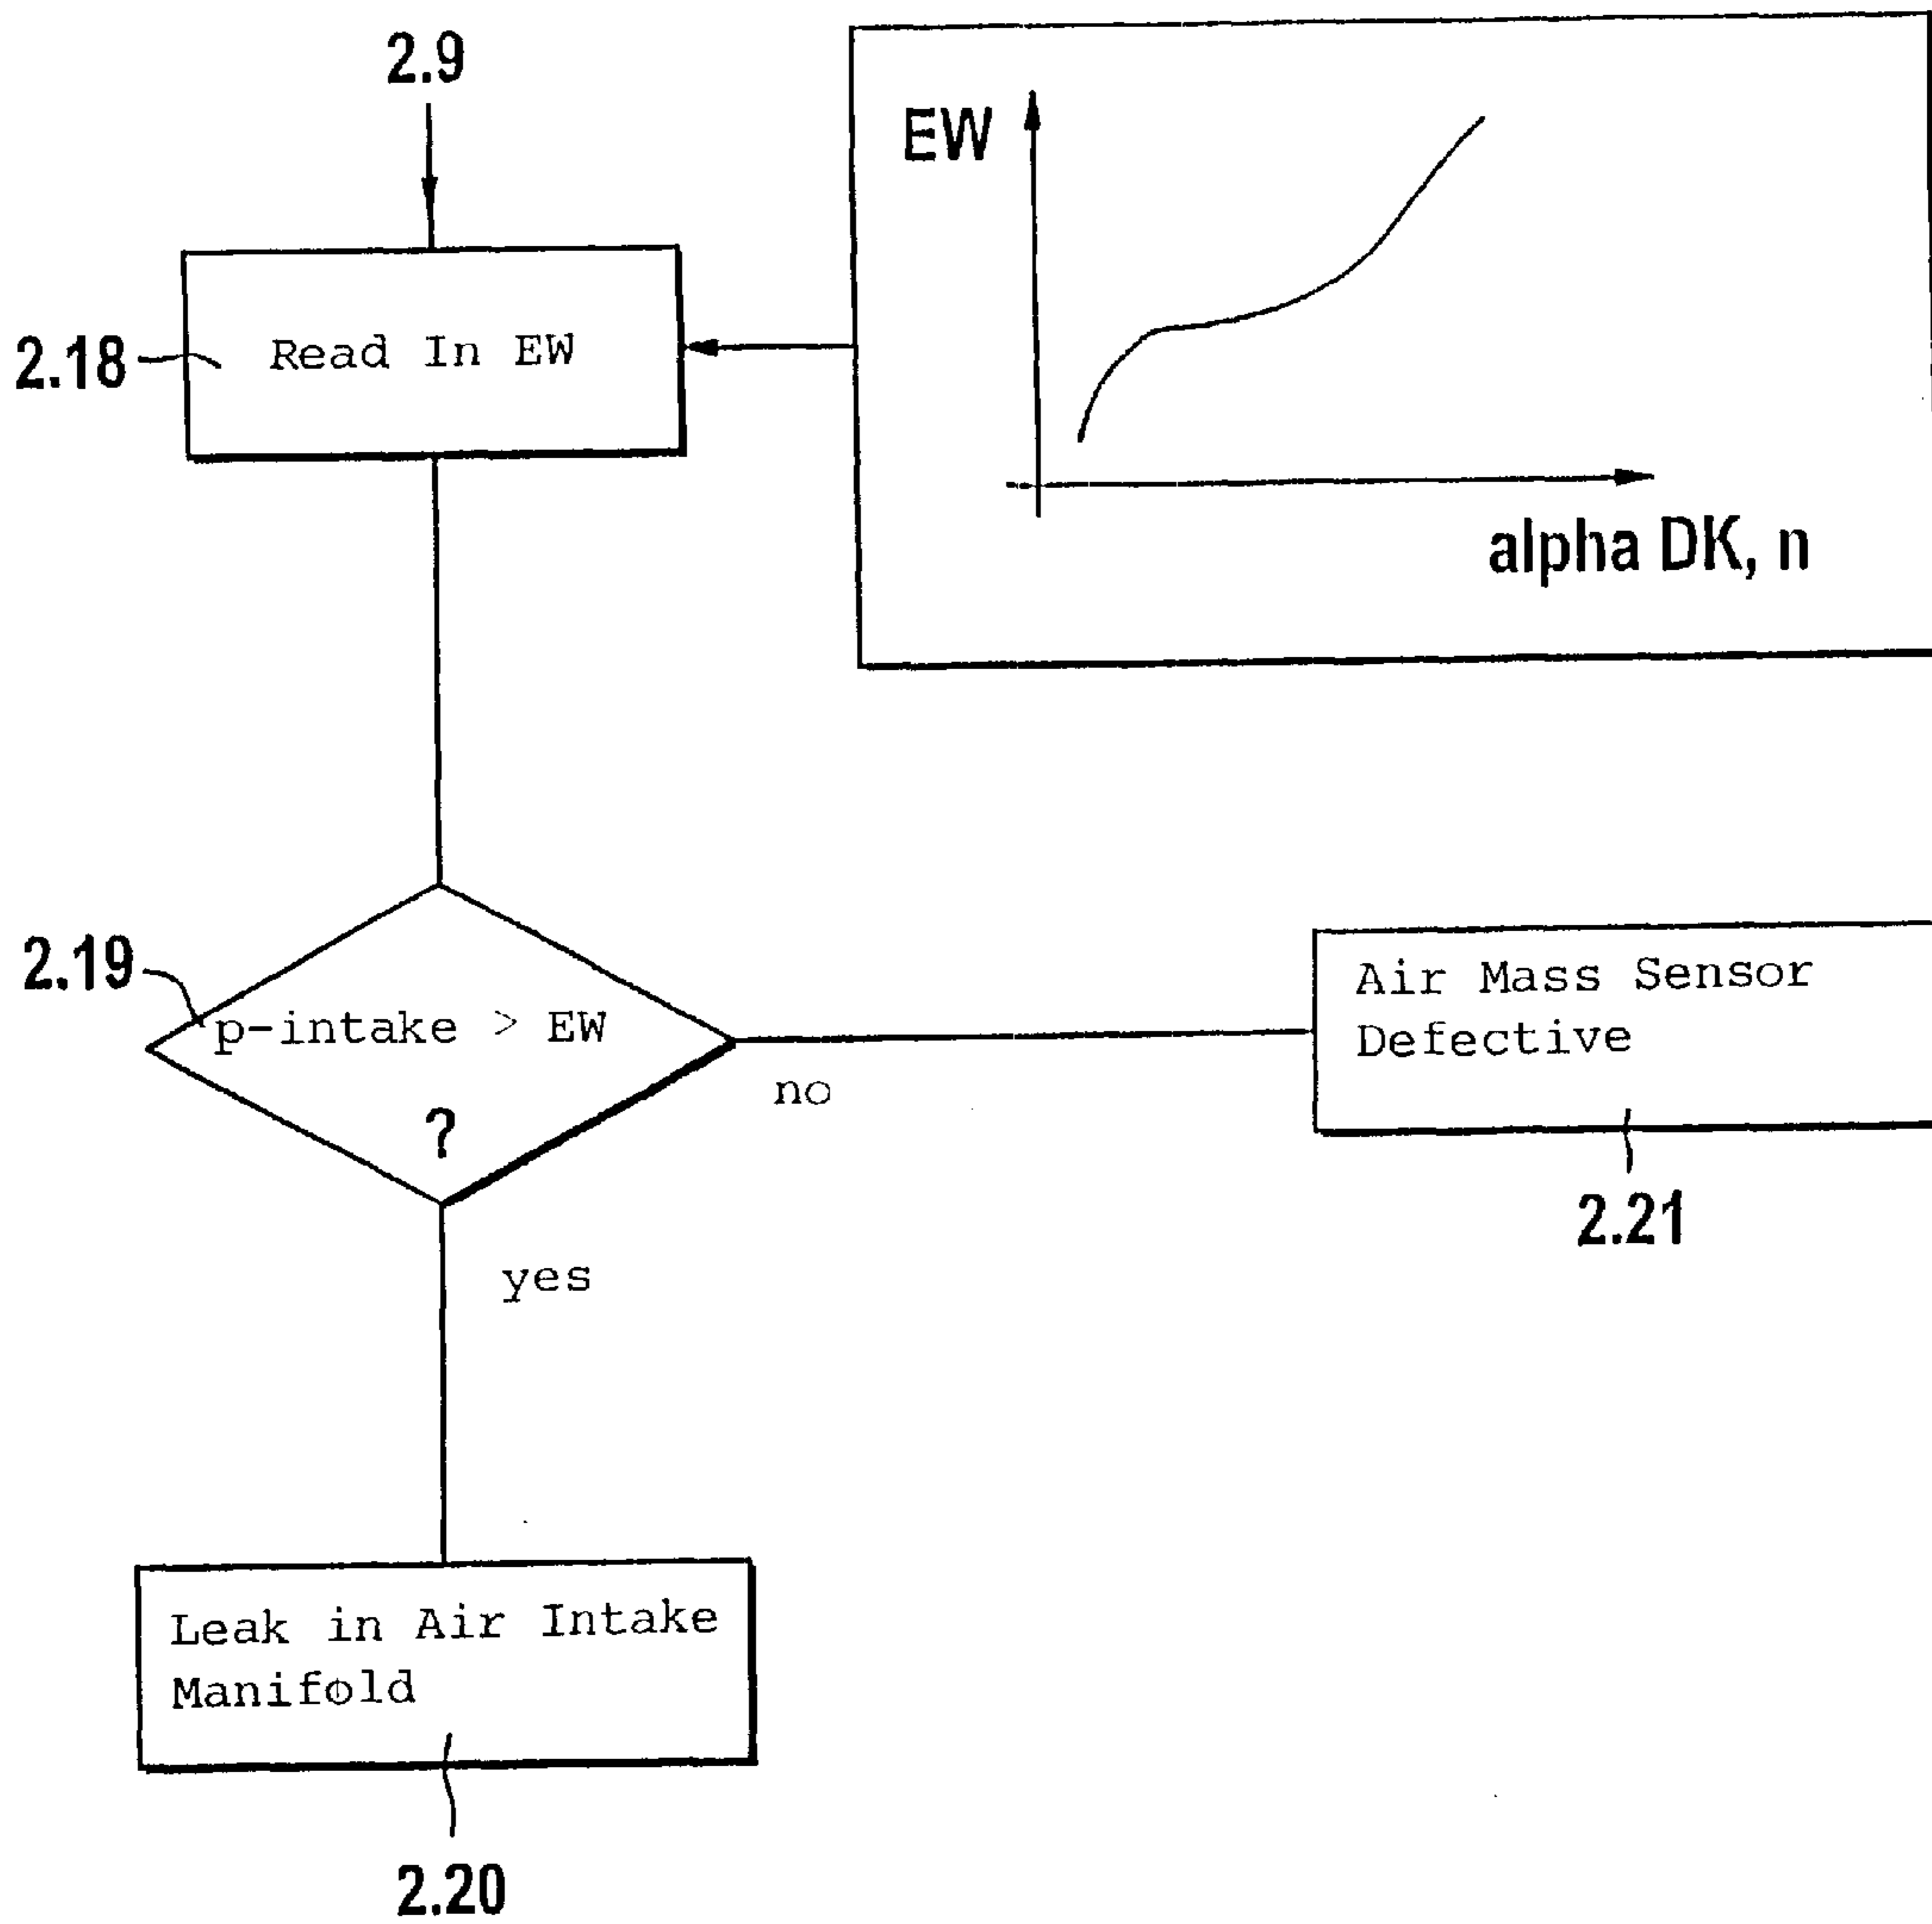 2.9
EW
alpha DK, n
2.18
Read In EW
2.19
p-intake > EW
?
no
Air Mass Sensor
Defective
2.21
yes
Leak in Air Intake
Manifold
2.20